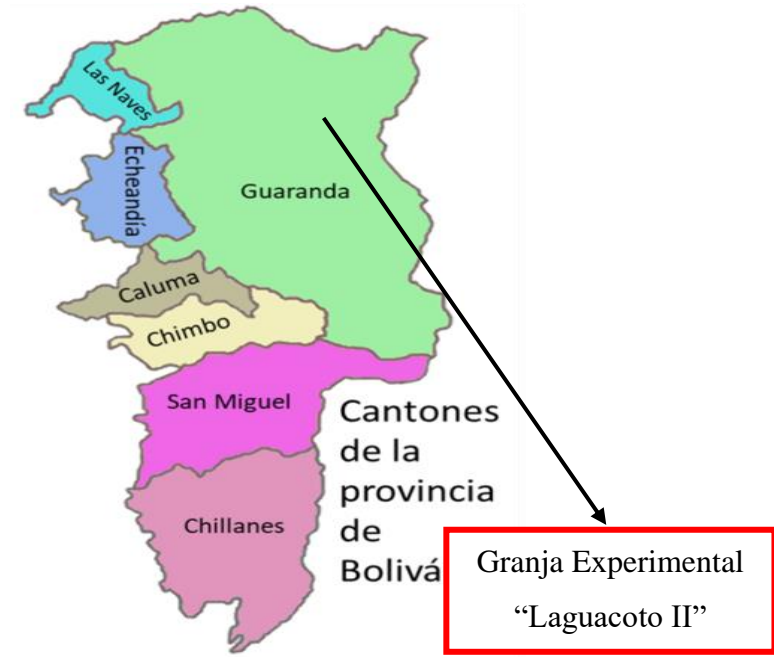 Las Naves
Echeandía
Guaranda
Caluma
Chimbo
San Miguel
Chillanes
Cantones
de la
provincia
de
Bolivá
Granja Experimental
“Laguacoto II”